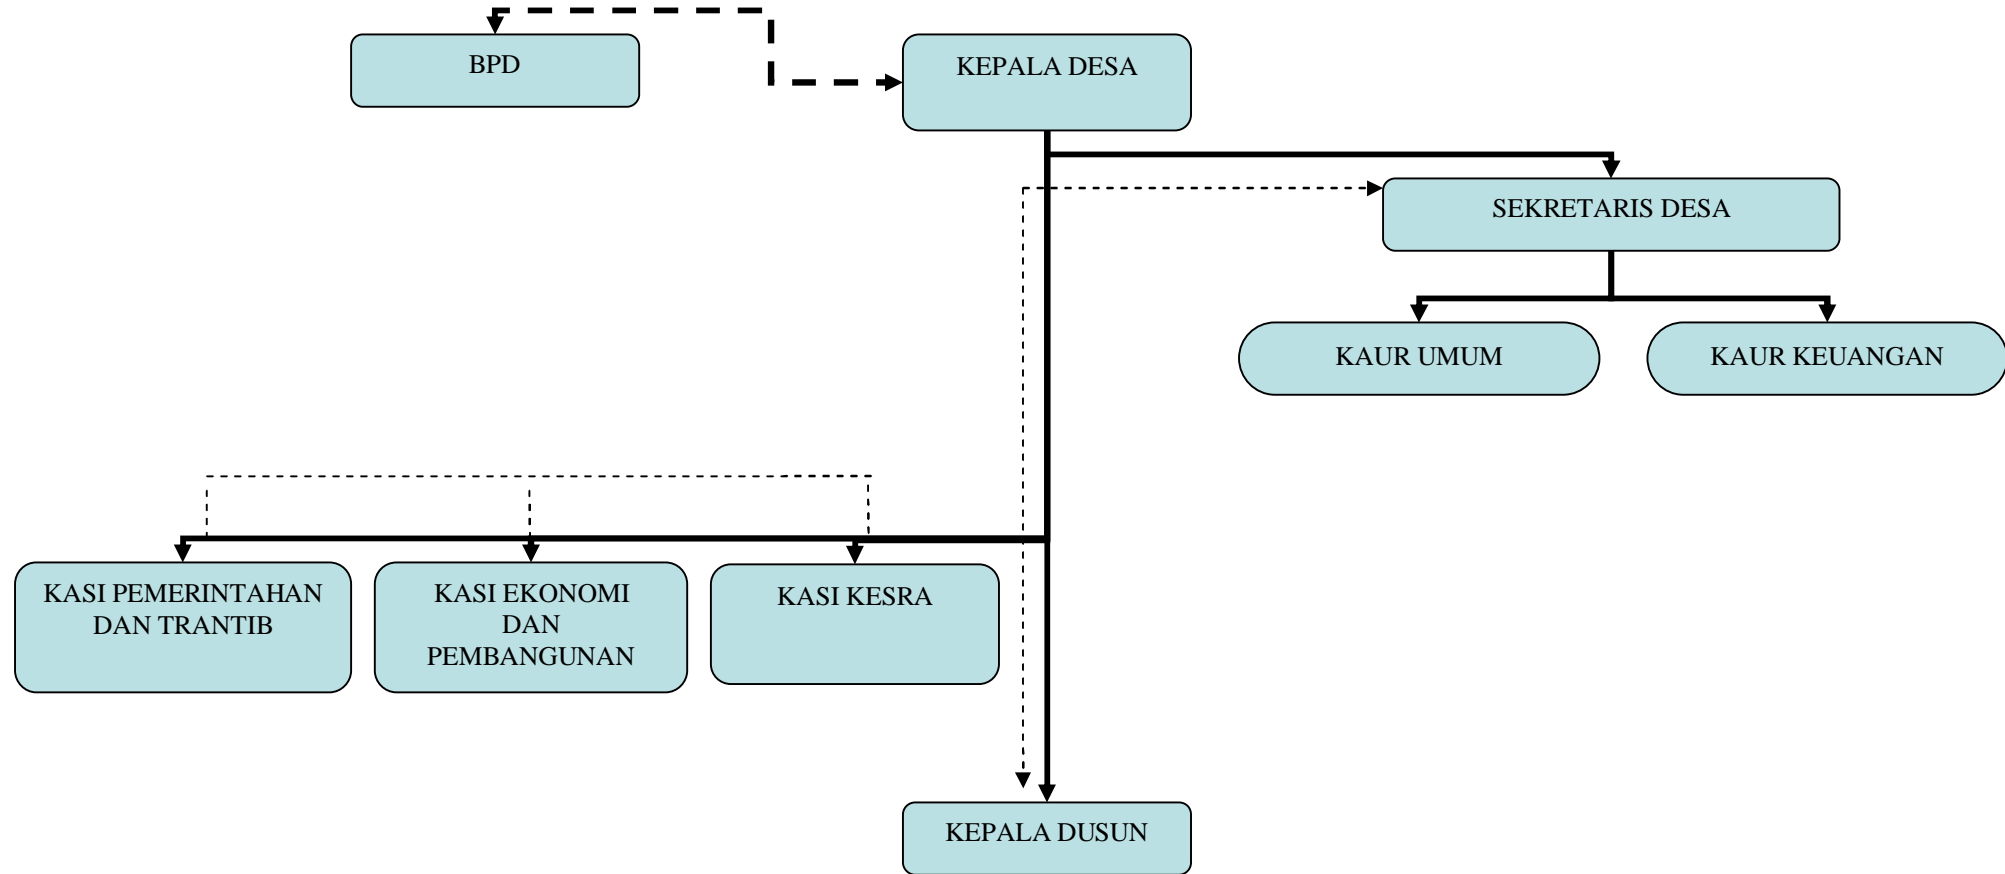 BPD
KEPALA DESA
SEKRETARIS DESA
KAUR UMUM
KAUR KEUANGAN
KASI PEMERINTAHAN
DAN TRANTIB
KASI EKONOMI
DAN
PEMBANGUNAN
KASI KESRA
KEPALA DUSUN